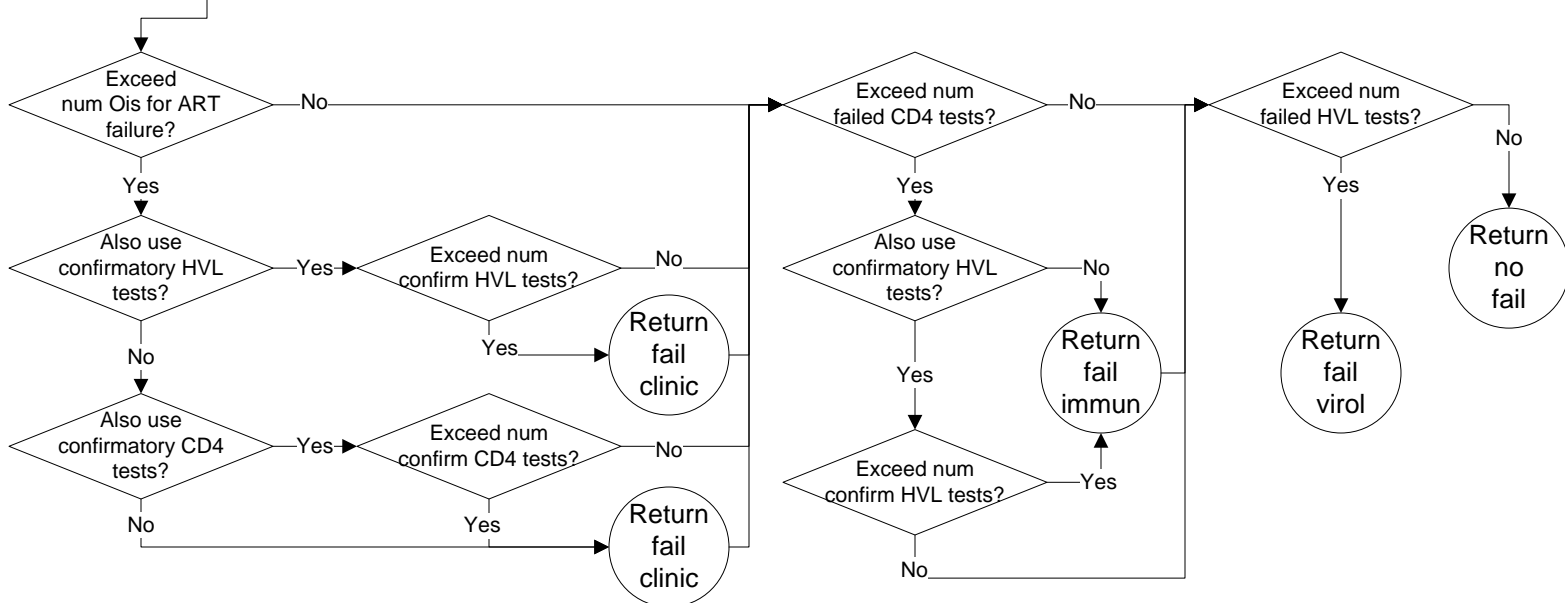 Exceed
num Ois for ART
failure?
No
Yes
Also use
confirmatory HVL
tests?
Yes
Exceed num
confirm HVL tests?
No
Yes
Return
fail
clinic
No
Also use
confirmatory CD4
tests?
Yes
Exceed num
confirm CD4 tests?
No
Yes
No
Return
fail
clinic
Exceed num
failed CD4 tests?
No
Yes
Also use
confirmatory HVL
tests?
No
Yes
Return
fail
immun
Exceed num
confirm HVL tests?
Yes
No
Exceed num
failed HVL tests?
No
Yes
Return
fail
virol
Return
no
fail